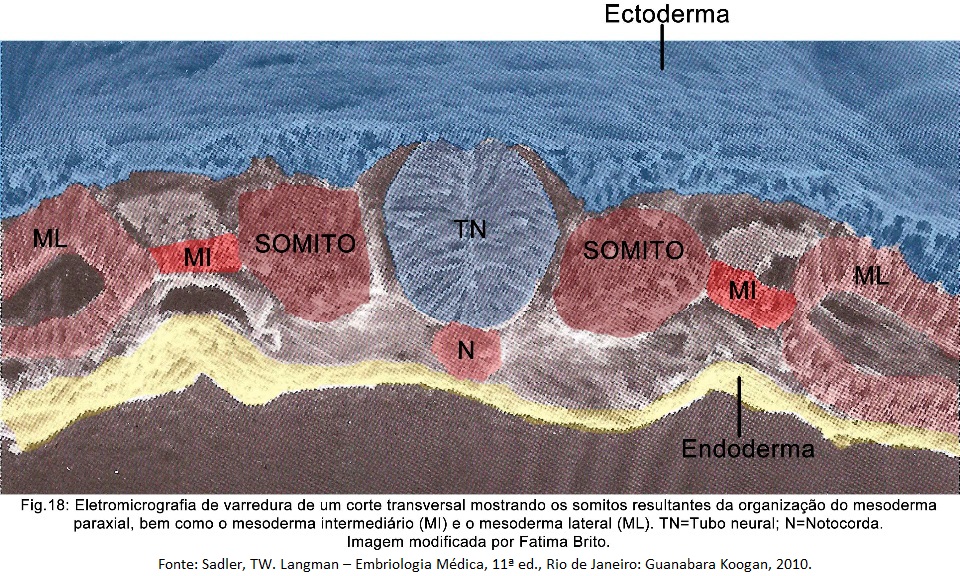 Ectoderma
ML
MI
SOMITO
TN
SOMITO
MI
ML
N
Endoderma
Fig.18: Eletromicrografia de varredura de um corte transversal mostrando os somitos resultantes da organização do mesoderma
paraxial, bem como o mesoderma intermediário (MI) e o mesoderma lateral (ML). TN=Tubo neural; N=Notocorda.
Imagem modificada por Fatima Brito.
Fonte: Sadler, TW. Langman – Embriologia Médica, 11ª ed., Rio de Janeiro: Guanabara Koogan, 2010.